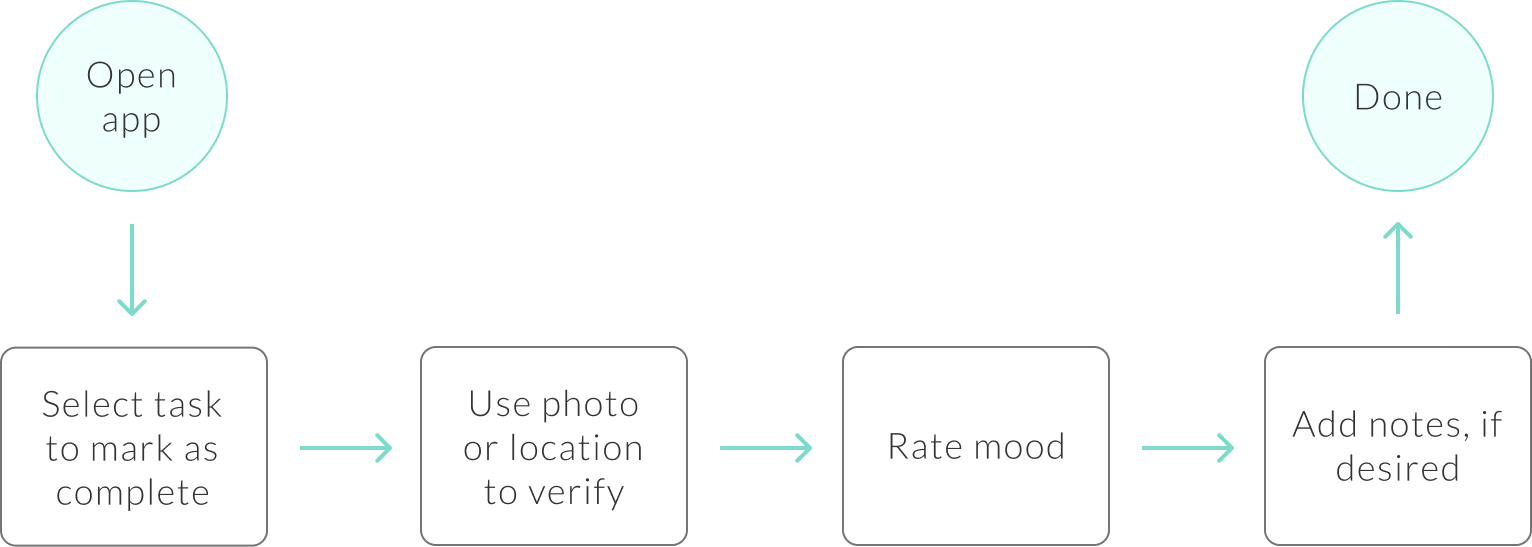 Open
app
Select task
to mark as
complete
Use photo
or location
to verify
Rate mood
Add notes, if
desired
Done